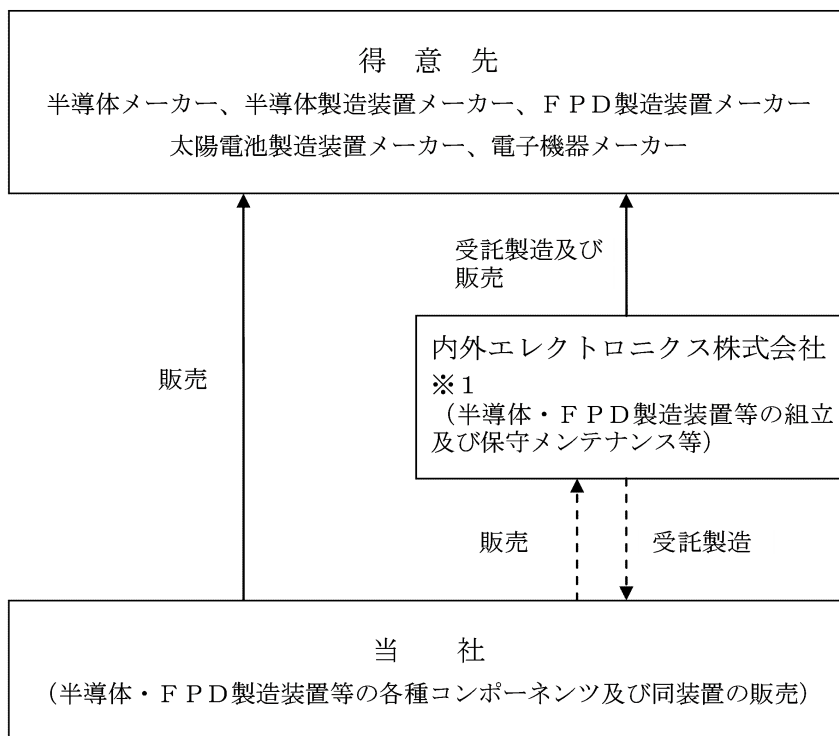 得　意　先
半導体メーカー、半導体製造装置メーカー、ＦＰＤ製造装置メーカー
太陽電池製造装置メーカー、電子機器メーカー
受託製造及び
販売
内外エレクトロニクス株式会社
※１
（半導体・ＦＰＤ製造装置等の組立
及び保守メンテナンス等）
販売
販売
受託製造
当　　社
（半導体・ＦＰＤ製造装置等の各種コンポーネンツ及び同装置の販売）